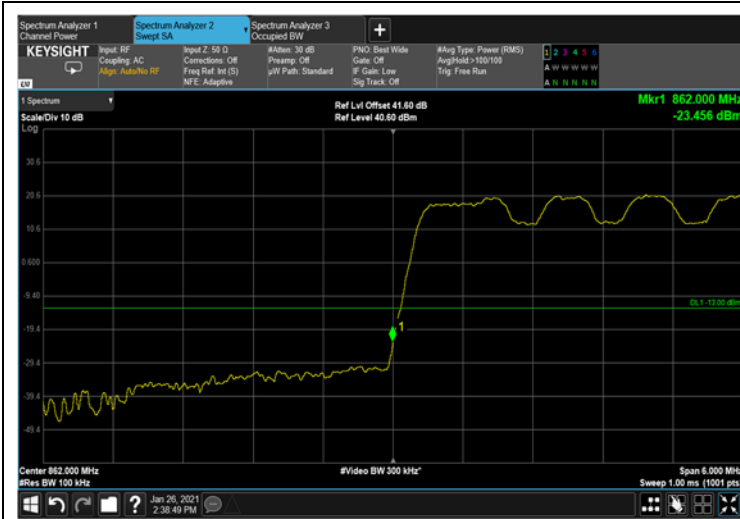 Spectrum Analyzer 1
Channel Power
Spectrum Analyzer 2
Swept SA
Spectrum Analyzer 3
Occupied BW
KEYSIGHT
Input: RF
Coupling: AC
Align: Auto/No RF
Input Z: 50 Ω
Corrections: Off
Freq Ref: Int (S)
NFE: Adaptive
#Atten: 30 dB
Preamp: Off
µW Path: Standard
PNO: Best Wide
Gate: Off
IF Gain: Low
Sig Track: Off
#Avg Type: Power (RMS)
Avg|Hold:>100/100
Trig: Free Run
1 2 3 4 5 6
A W W W W W
A N N N N N
1 Spectrum
Scale/Div 10 dB
Log
Ref Lvl Offset 41.60 dB
Ref Level 40.60 dBm
Mkr1 862.000 MHz
-23.456 dBm
30.6
20.6
10.6
0.600
-9.40
DL1 -13.00 dBm
-19.4
1
-29.4
-39.4
-49.4
Center 862.000 MHz
#Res BW 100 kHz
#Video BW 300 kHz*
Span 6.000 MHz
Sweep 1.00 ms (1001 pts
Jan 26, 2021
2:38:49 PM